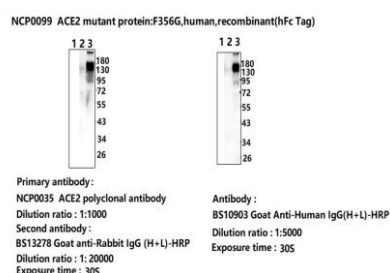 NCP0099 ACE2 mutant protein:F356G,human,recombinant(hFc Tag)
1 2 3
180
130
95
72
55
43
34
26
1 2 3
180
130
95
72
55
43
34
26
Primary antibody :
NCP0035 ACE2 polyclonal antibody
Dilution ratio : 1:1000
Second antibody :
BS13278 Goat anti-Rabbit IgG (H+L)-HRP
Dilution ratio : 1: 20000
Exposure time : 30S
Antibody :
BS10903 Goat Anti-Human IgG(H+L)-HRP
Dilution ratio : 1:5000
Exposure time : 30S